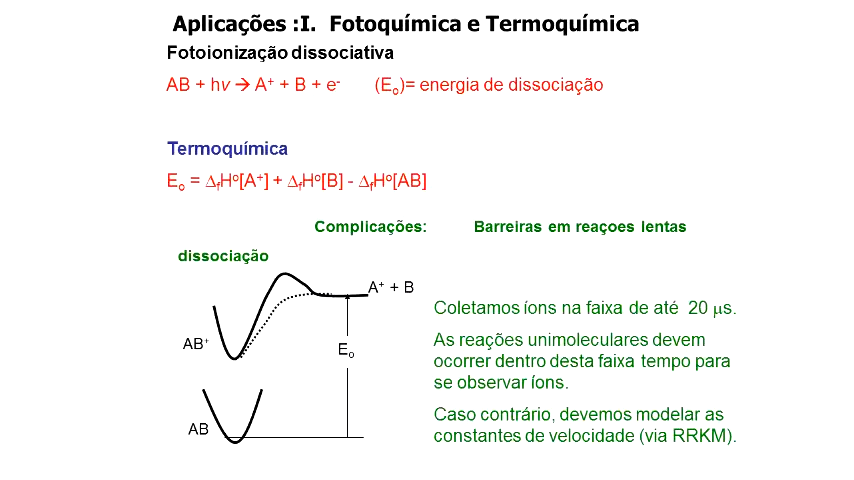 Aplicações :I. Fotoquímica e Termoquímica
Fotoionização dissociativa
AB + hν → A⁺ + B + e⁻ (Eₒ)= energia de dissociação
Termoquímica
Eₒ = ΔfHº[A⁺] + ΔfHº[B] - ΔfHº[AB]
Complicações: Barreiras em reaçoes lentas
dissociação
A⁺ + B
AB⁺
Eₒ
AB
Coletamos íons na faixa de até 20 μs.
As reações unimoleculares devem
ocorrer dentro desta faixa tempo para
se observar íons.
Caso contrário, devemos modelar as
constantes de velocidade (via RRKM).